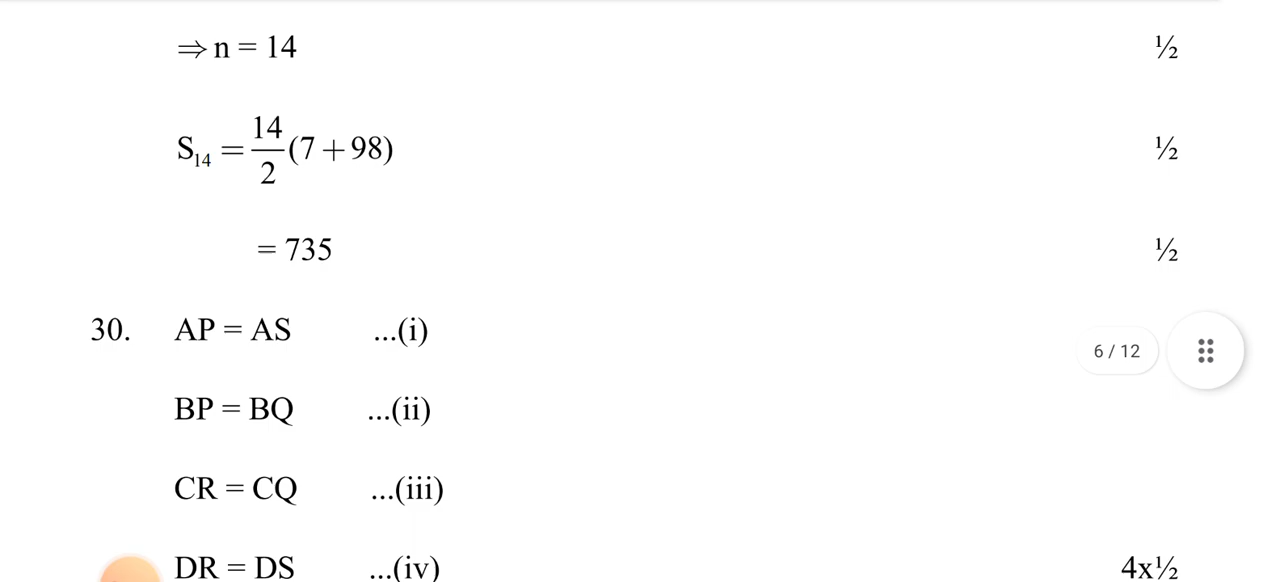 ⇒ n = 14 ½
S₁₄ = 14/2 (7 + 98) ½
= 735 ½
30. AP = AS ...(i)
6 / 12
BP = BQ ...(ii)
CR = CQ ...(iii)
DR = DS ...(iv) 4x½